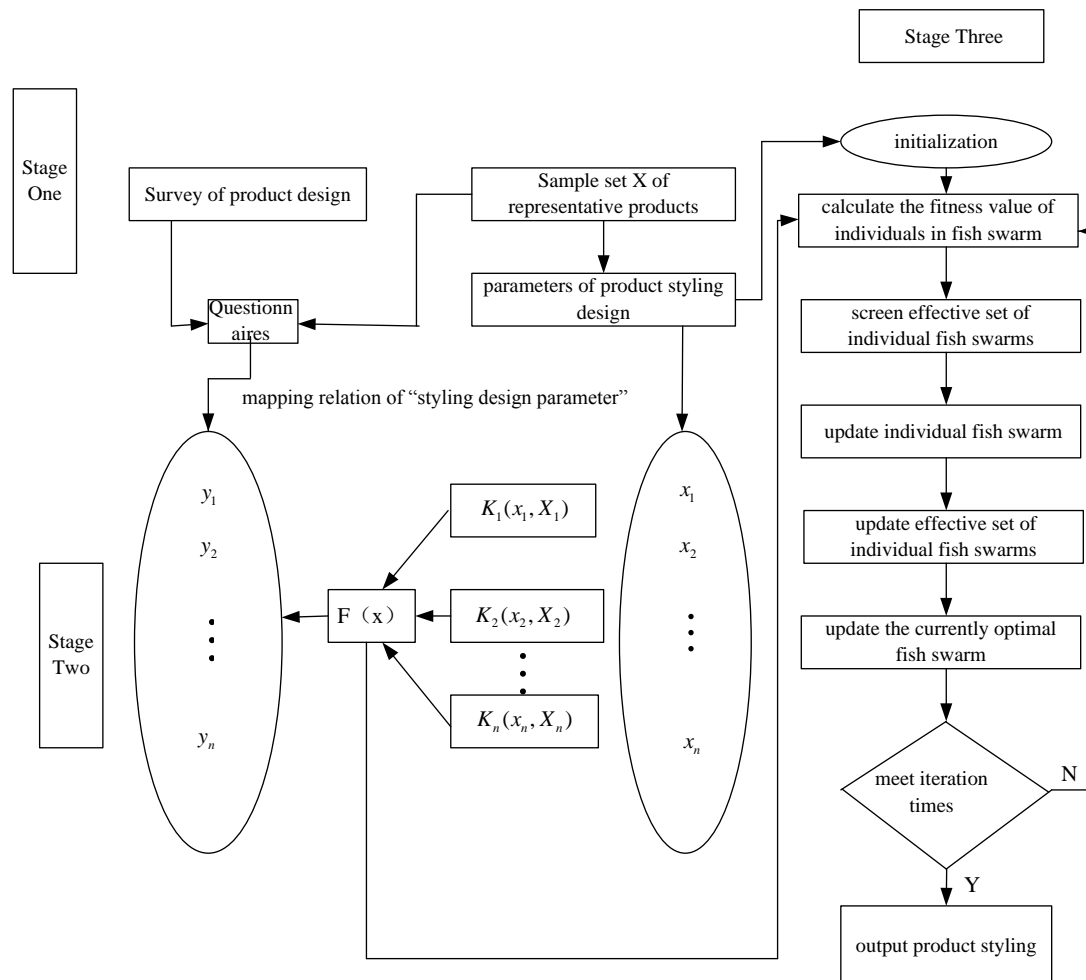 Stage Three
Stage
One
Survey of product design
Sample set X of
representative products
initialization
calculate the fitness value of
individuals in fish swarm
parameters of product styling
design
Questionn
aires
screen effective set of
individual fish swarms
mapping relation of “styling design parameter”
update individual fish swarm
y₁
y₂
yₙ
K₁(x₁, X₁)
F（x）
K₂(x₂, X₂)
Kₙ(xₙ, Xₙ)
x₁
x₂
xₙ
Stage
Two
update effective set of
individual fish swarms
update the currently optimal
fish swarm
meet iteration
times
N
Y
output product styling